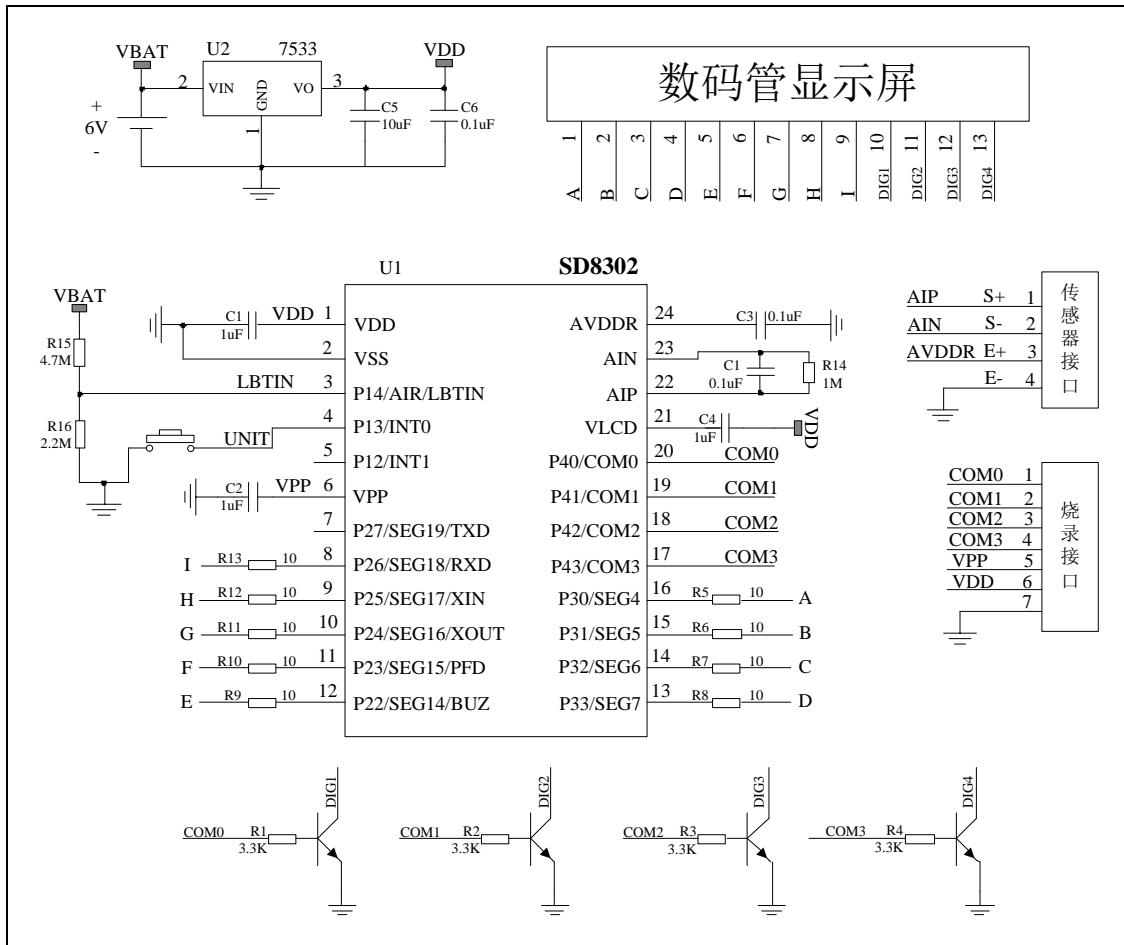 VBAT
U2
7533
VDD
2
VIN
GND
VO
3
1
+
6V
-
C5
10uF
C6
0.1uF
数码管显示屏
1
2
3
4
5
6
7
8
9
10
11
12
13
A
B
C
D
E
F
G
H
I
DIG1
DIG2
DIG3
DIG4
U1
SD8302
VBAT
R15
4.7M
R16
2.2M
C1
1uF
VDD
1
VDD
2
VSS
LBTIN
3
P14/AIR/LBTIN
UNIT
4
P13/INT0
5
P12/INT1
C2
1uF
VPP
6
VPP
7
P27/SEG19/TXD
I
R13
10
8
P26/SEG18/RXD
H
R12
10
9
P25/SEG17/XIN
G
R11
10
10
P24/SEG16/XOUT
F
R10
10
11
P23/SEG15/PFD
E
R9
10
12
P22/SEG14/BUZ
AVDDR
24
C3
0.1uF
AIN
23
C1
0.1uF
R14
1M
AIP
22
VLCD
21
C4
1uF
VDD
P40/COM0
20
COM0
P41/COM1
19
COM1
P42/COM2
18
COM2
P43/COM3
17
COM3
P30/SEG4
16
R5
10
A
P31/SEG5
15
R6
10
B
P32/SEG6
14
R7
10
C
P33/SEG7
13
R8
10
D
AIP
S+
1
AIN
S-
2
AVDDR
E+
3
E-
4
传感器接口
COM0
1
COM1
2
COM2
3
COM3
4
VPP
5
VDD
6
7
烧录接口
COM0
R1
3.3K
DIG1
COM1
R2
3.3K
DIG2
COM2
R3
3.3K
DIG3
COM3
R4
3.3K
DIG4